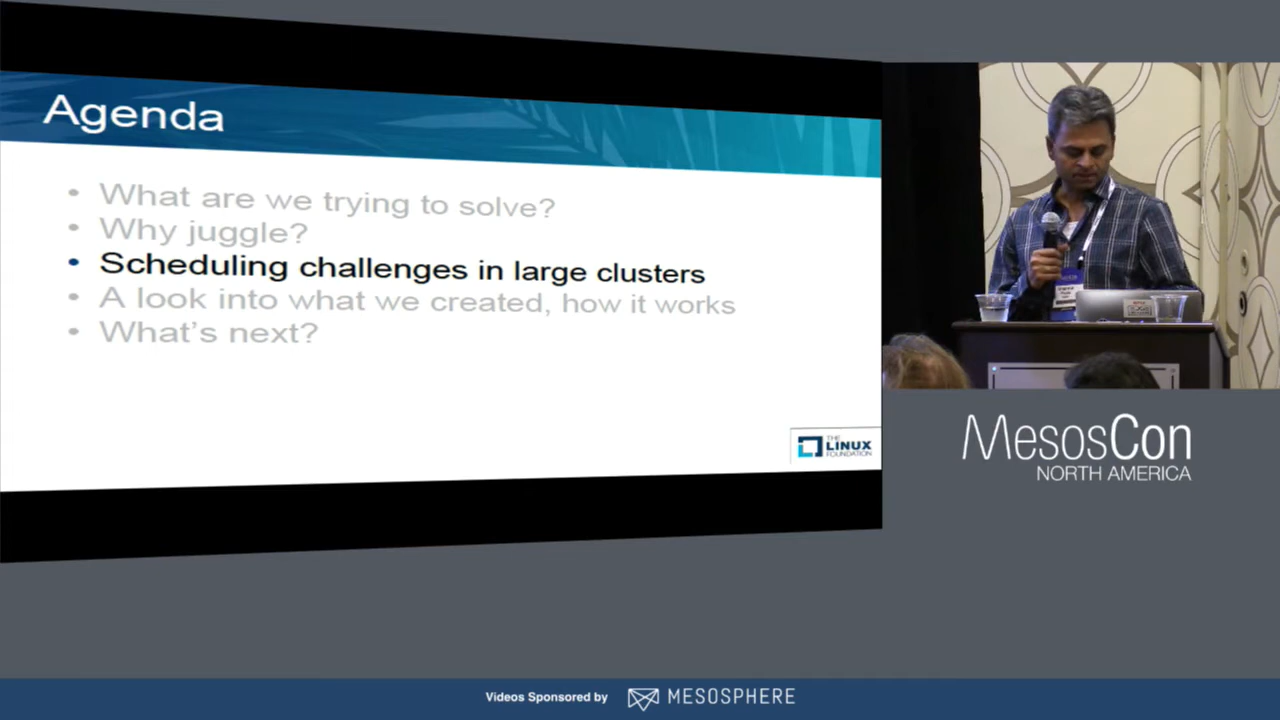 Agenda
• What are we trying to solve?
• Why juggle?
• Scheduling challenges in large clusters
• A look into what we created, how it works
• What's next?
THE
LINUX
FOUNDATION
MesosCon
NORTH AMERICA
Videos Sponsored by MESOSPHERE